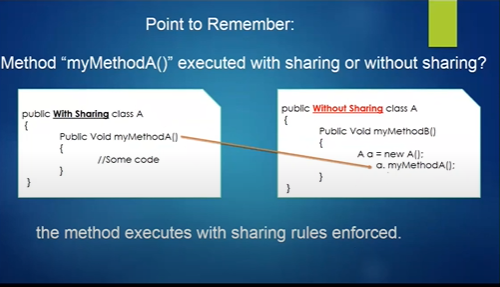 Point to Remember:
Method “myMethodA()” executed with sharing or without sharing?
public With Sharing class A
{
Public Void myMethodA()
{
//Some code
}
}
public Without Sharing class A
{
Public Void myMethodB()
{
A a = new A();
a. myMethodA();
}
}
the method executes with sharing rules enforced.